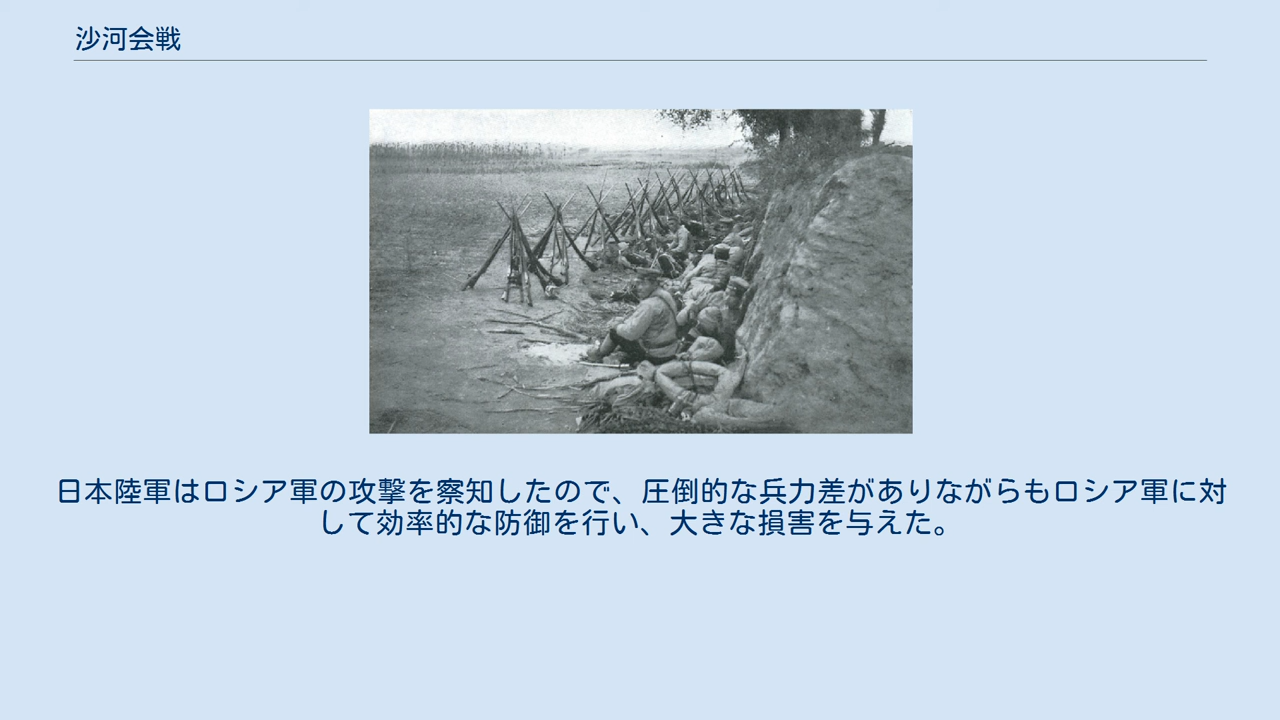 沙河会戦
日本陸軍はロシア軍の攻撃を察知したので、圧倒的な兵力差がありながらもロシア軍に対
して効率的な防御を行い、大きな損害を与えた。